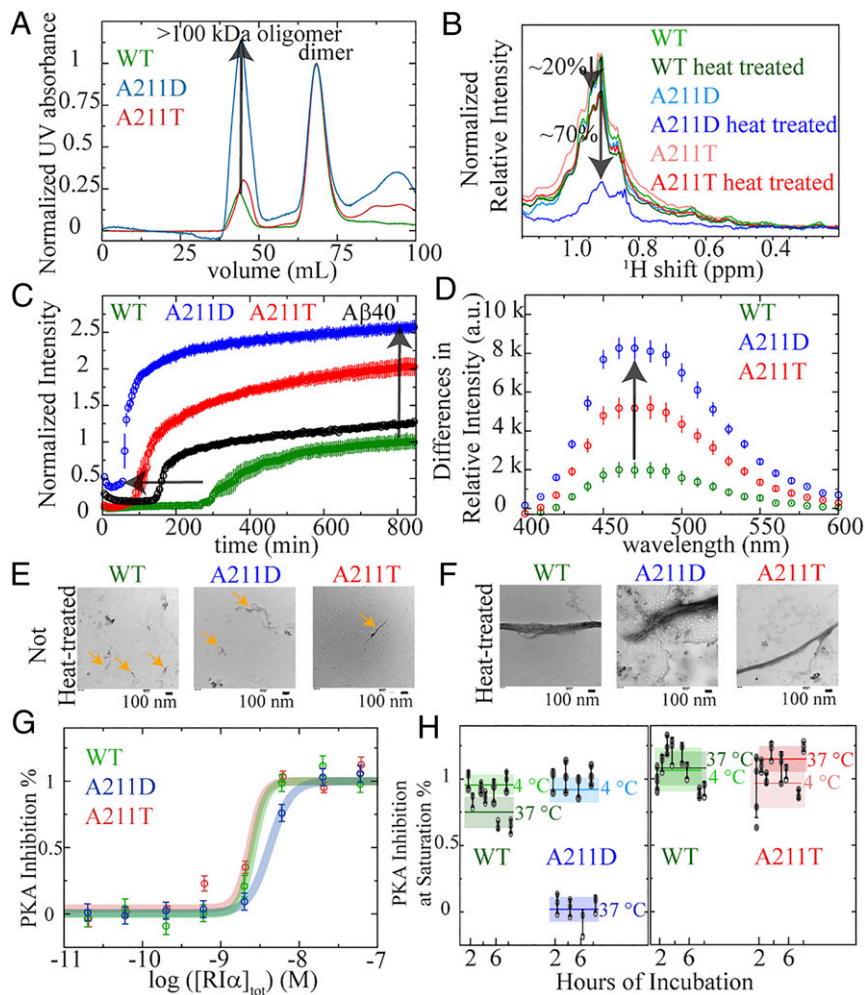 A
Normalized UV absorbance
>100 kDa oligomer
dimer
WT
A211D
A211T
1
0.75
0.5
0.25
0
0 25 50 75 100
volume (mL)
B
Normalized
Relative Intensity
~20%
~70%
WT
WT heat treated
A211D
A211D heat treated
A211T
A211T heat treated
1.0 0.8 0.6 0.4
¹H shift (ppm)
C
Normalized Intensity
WT A211D A211T Aβ40
2.5
2
1.5
1
0.5
0
0 200 400 600 800
time (min)
D
Differences in
Relative Intensity (a.u.)
WT
A211D
A211T
8 k
6 k
4 k
2 k
0
400 450 500 550 600
wavelength (nm)
E
Not
Heat-treated
WT A211D A211T
100 nm 100 nm 100 nm
F
Heat-treated
WT A211D A211T
100 nm 100 nm 100 nm
G
PKA Inhibition %
WT
A211D
A211T
1
0.5
0
-11 -10 -9 -8 -7
log ([RIα]tot) (M)
H
PKA Inhibition
at Saturation %
1
0.5
0
4 °C
37 °C
WT
A211D
37 °C
4 °C
37 °C
4 °C
37 °C
4 °C
WT
A211T
2 6 2 6 2 6 2 6
Hours of Incubation